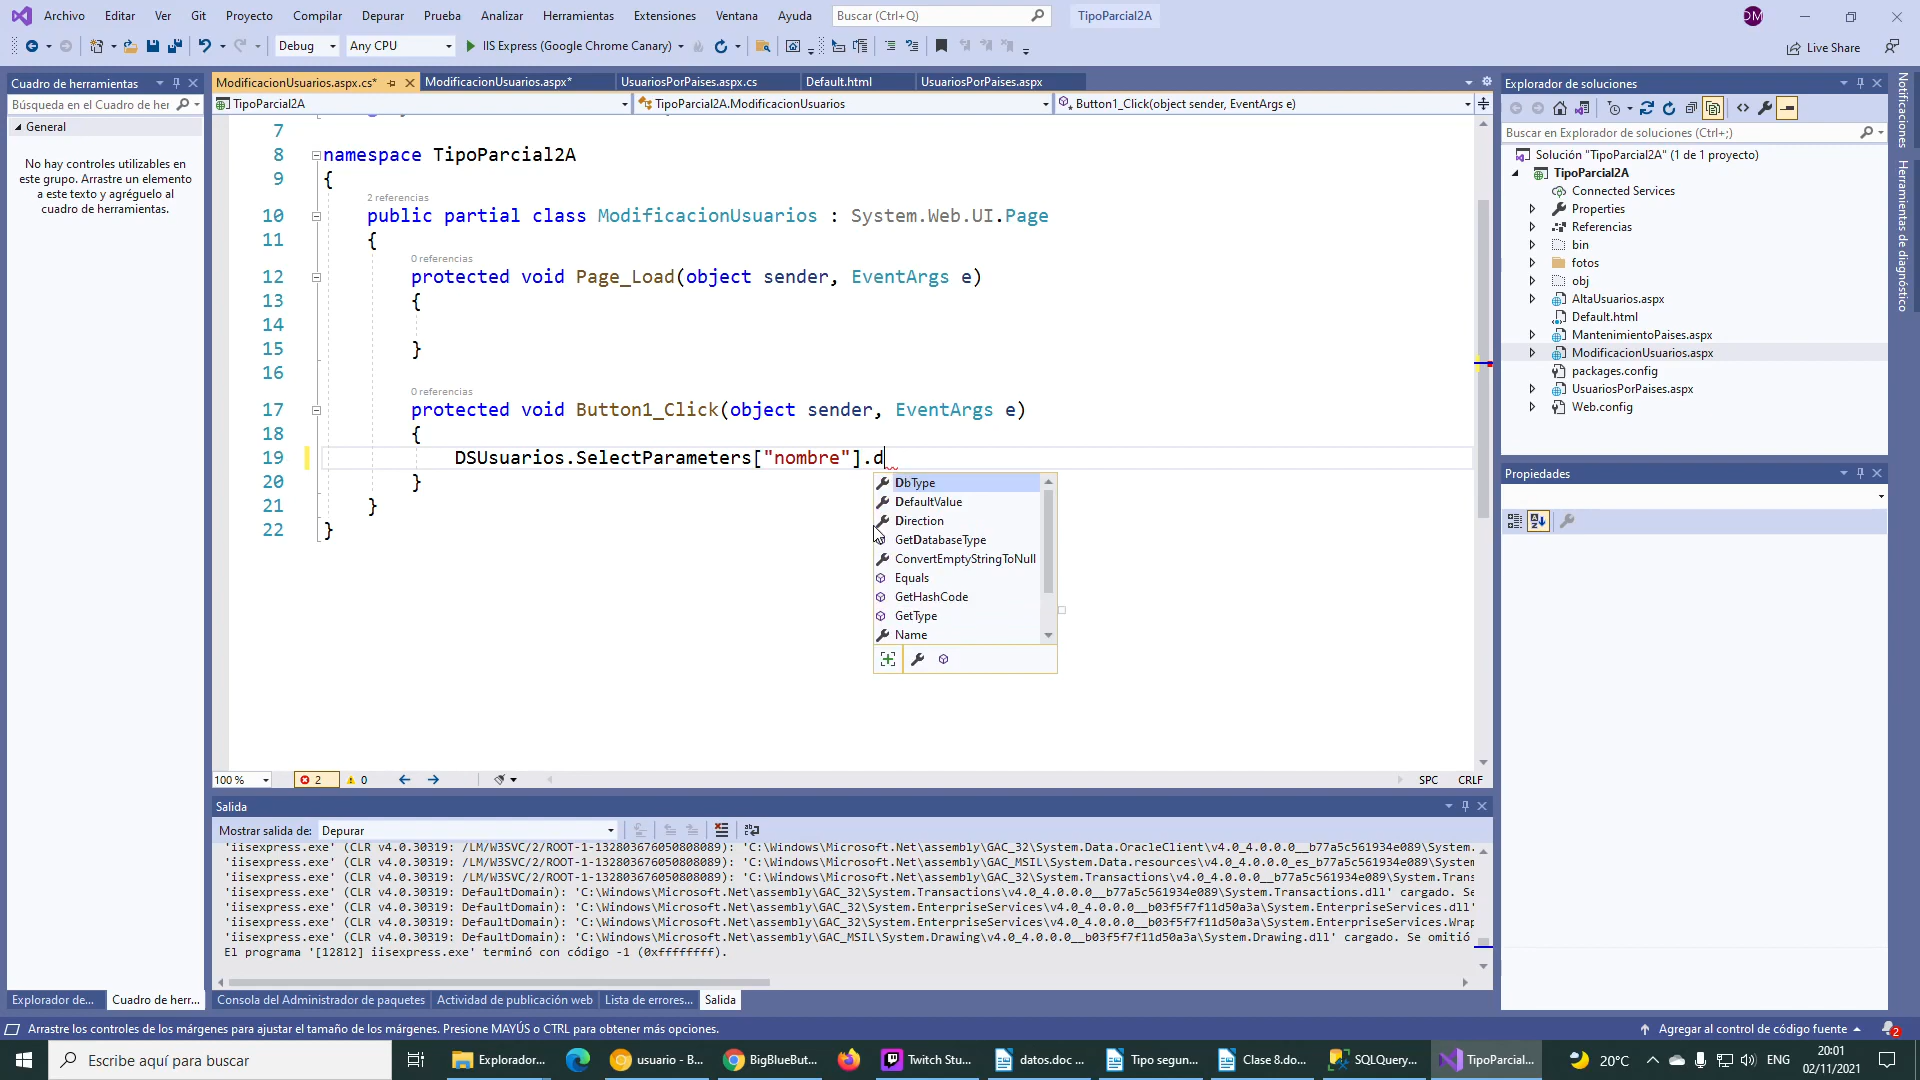 Archivo Editar Ver Git Proyecto Compilar Depurar Prueba Analizar Herramientas Extensiones Ventana Ayuda Buscar (Ctrl+Q) TipoParcial2A DM
Debug Any CPU IIS Express (Google Chrome Canary) Live Share
Cuadro de herramientas
Búsqueda en el Cuadro de her
General
No hay controles utilizables en
este grupo. Arrastre un elemento
a este texto y agréguelo al
cuadro de herramientas.
ModificacionUsuarios.aspx.cs* ModificacionUsuarios.aspx* UsuariosPorPaises.aspx.cs Default.html UsuariosPorPaises.aspx
TipoParcial2A TipoParcial2A.ModificacionUsuarios Button1_Click(object sender, EventArgs e)
7
8 namespace TipoParcial2A
9 {
2 referencias
10 public partial class ModificacionUsuarios : System.Web.UI.Page
11 {
0 referencias
12 protected void Page_Load(object sender, EventArgs e)
13 {
14
15 }
16
0 referencias
17 protected void Button1_Click(object sender, EventArgs e)
18 {
19 DSUsuarios.SelectParameters["nombre"].d
20 }
21 }
22 }
DbType
DefaultValue
Direction
GetDatabaseType
ConvertEmptyStringToNull
Equals
GetHashCode
GetType
Name
100 % 2 0 SPC CRLF
Salida
Mostrar salida de: Depurar
'iisexpress.exe' (CLR v4.0.30319: /LM/W3SVC/2/ROOT-1-132803676050808089): 'C:\Windows\Microsoft.Net\assembly\GAC_32\System.Data.OracleClient\v4.0_4.0.0.0__b77a5c561934e089\System.
'iisexpress.exe' (CLR v4.0.30319: /LM/W3SVC/2/ROOT-1-132803676050808089): 'C:\Windows\Microsoft.Net\assembly\GAC_MSIL\System.Data.resources\v4.0_4.0.0.0_es_b77a5c561934e089\System
'iisexpress.exe' (CLR v4.0.30319: /LM/W3SVC/2/ROOT-1-132803676050808089): 'C:\Windows\Microsoft.Net\assembly\GAC_32\System.Transactions\v4.0_4.0.0.0__b77a5c561934e089\System.Trans
'iisexpress.exe' (CLR v4.0.30319: DefaultDomain): 'C:\Windows\Microsoft.Net\assembly\GAC_32\System.Transactions\v4.0_4.0.0.0__b77a5c561934e089\System.Transactions.dll' cargado. Se
'iisexpress.exe' (CLR v4.0.30319: DefaultDomain): 'C:\Windows\Microsoft.Net\assembly\GAC_32\System.EnterpriseServices\v4.0_4.0.0.0__b03f5f7f11d50a3a\System.EnterpriseServices.dll'
'iisexpress.exe' (CLR v4.0.30319: DefaultDomain): 'C:\Windows\Microsoft.Net\assembly\GAC_32\System.EnterpriseServices\v4.0_4.0.0.0__b03f5f7f11d50a3a\System.EnterpriseServices.Wrap
'iisexpress.exe' (CLR v4.0.30319: DefaultDomain): 'C:\Windows\Microsoft.Net\assembly\GAC_MSIL\System.Drawing\v4.0_4.0.0.0__b03f5f7f11d50a3a\System.Drawing.dll' cargado. Se omitió
El programa '[12812] iisexpress.exe' terminó con código -1 (0xffffffff).
Explorador de... Cuadro de herr... Consola del Administrador de paquetes Actividad de publicación web Lista de errores... Salida
Explorador de soluciones
Buscar en Explorador de soluciones (Ctrl+;)
Solución "TipoParcial2A" (1 de 1 proyecto)
TipoParcial2A
Connected Services
Properties
Referencias
bin
fotos
obj
AltaUsuarios.aspx
Default.html
MantenimientoPaises.aspx
ModificacionUsuarios.aspx
packages.config
UsuariosPorPaises.aspx
Web.config
Propiedades
Notificaciones
Herramientas de diagnóstico
Arrastre los controles de los márgenes para ajustar el tamaño de los márgenes. Presione MAYÚS o CTRL para obtener más opciones. Agregar al control de código fuente 2
Escribe aquí para buscar Explorador... usuario - B... BigBlueBut... Twitch Stu... datos.doc ... Tipo segun... Clase 8.do... SQLQuery... TipoParcial... 20°C ENG 20:01
02/11/2021